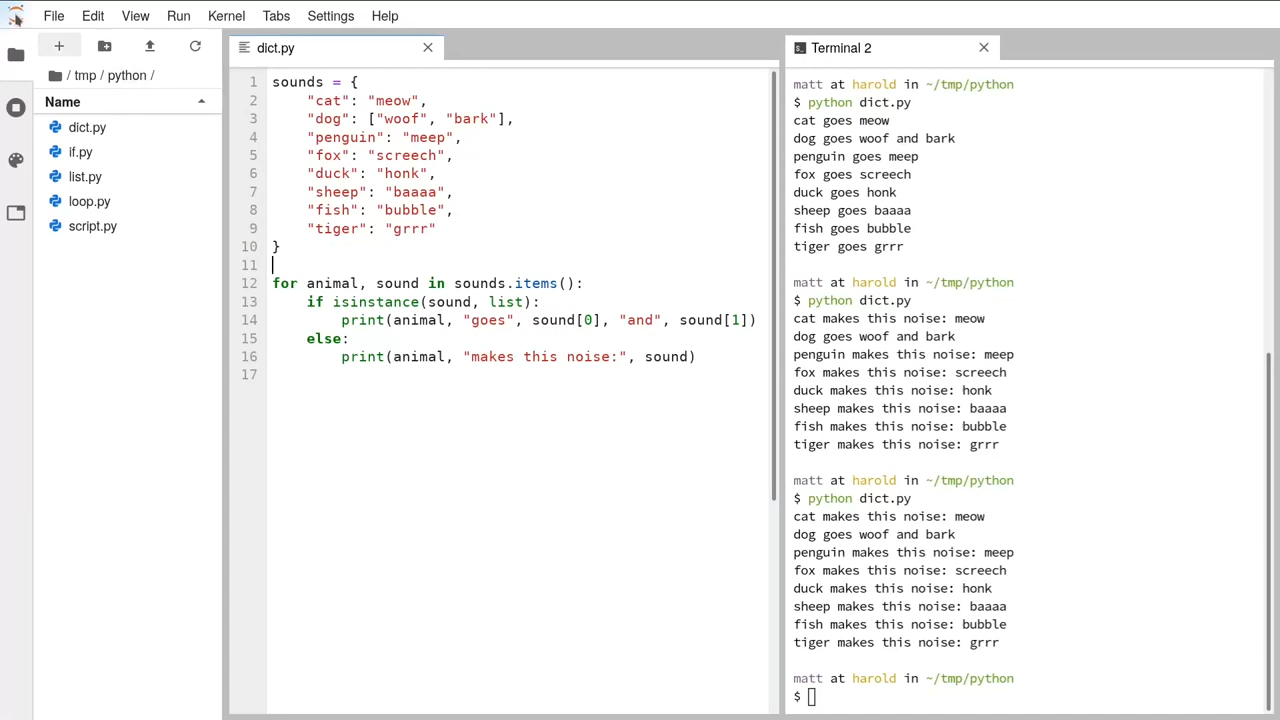 File Edit View Run Kernel Tabs Settings Help
/ tmp / python /
Name
dict.py
if.py
list.py
loop.py
script.py
dict.py
1 sounds = {
2     "cat": "meow",
3     "dog": ["woof", "bark"],
4     "penguin": "meep",
5     "fox": "screech",
6     "duck": "honk",
7     "sheep": "baaaa",
8     "fish": "bubble",
9     "tiger": "grrr"
10 }
11
12 for animal, sound in sounds.items():
13     if isinstance(sound, list):
14         print(animal, "goes", sound[0], "and", sound[1])
15     else:
16         print(animal, "makes this noise:", sound)
17
Terminal 2
matt at harold in ~/tmp/python
$ python dict.py
cat goes meow
dog goes woof and bark
penguin goes meep
fox goes screech
duck goes honk
sheep goes baaaa
fish goes bubble
tiger goes grrr
matt at harold in ~/tmp/python
$ python dict.py
cat makes this noise: meow
dog goes woof and bark
penguin makes this noise: meep
fox makes this noise: screech
duck makes this noise: honk
sheep makes this noise: baaaa
fish makes this noise: bubble
tiger makes this noise: grrr
matt at harold in ~/tmp/python
$ python dict.py
cat makes this noise: meow
dog goes woof and bark
penguin makes this noise: meep
fox makes this noise: screech
duck makes this noise: honk
sheep makes this noise: baaaa
fish makes this noise: bubble
tiger makes this noise: grrr
matt at harold in ~/tmp/python
$